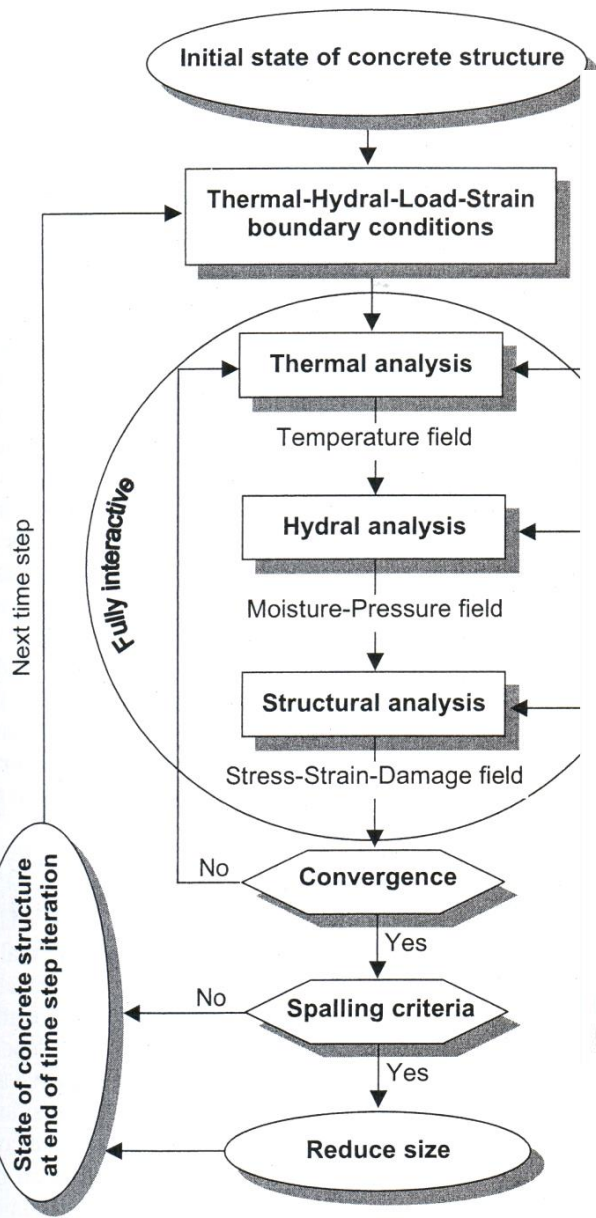 Initial state of concrete structure
Thermal-Hydral-Load-Strain
boundary conditions
Thermal analysis
Temperature field
Hydral analysis
Moisture-Pressure field
Structural analysis
Stress-Strain-Damage field
Fully interactive
Next time step
Convergence
No
Yes
Spalling criteria
No
Yes
Reduce size
State of concrete structure
at end of time step iteration